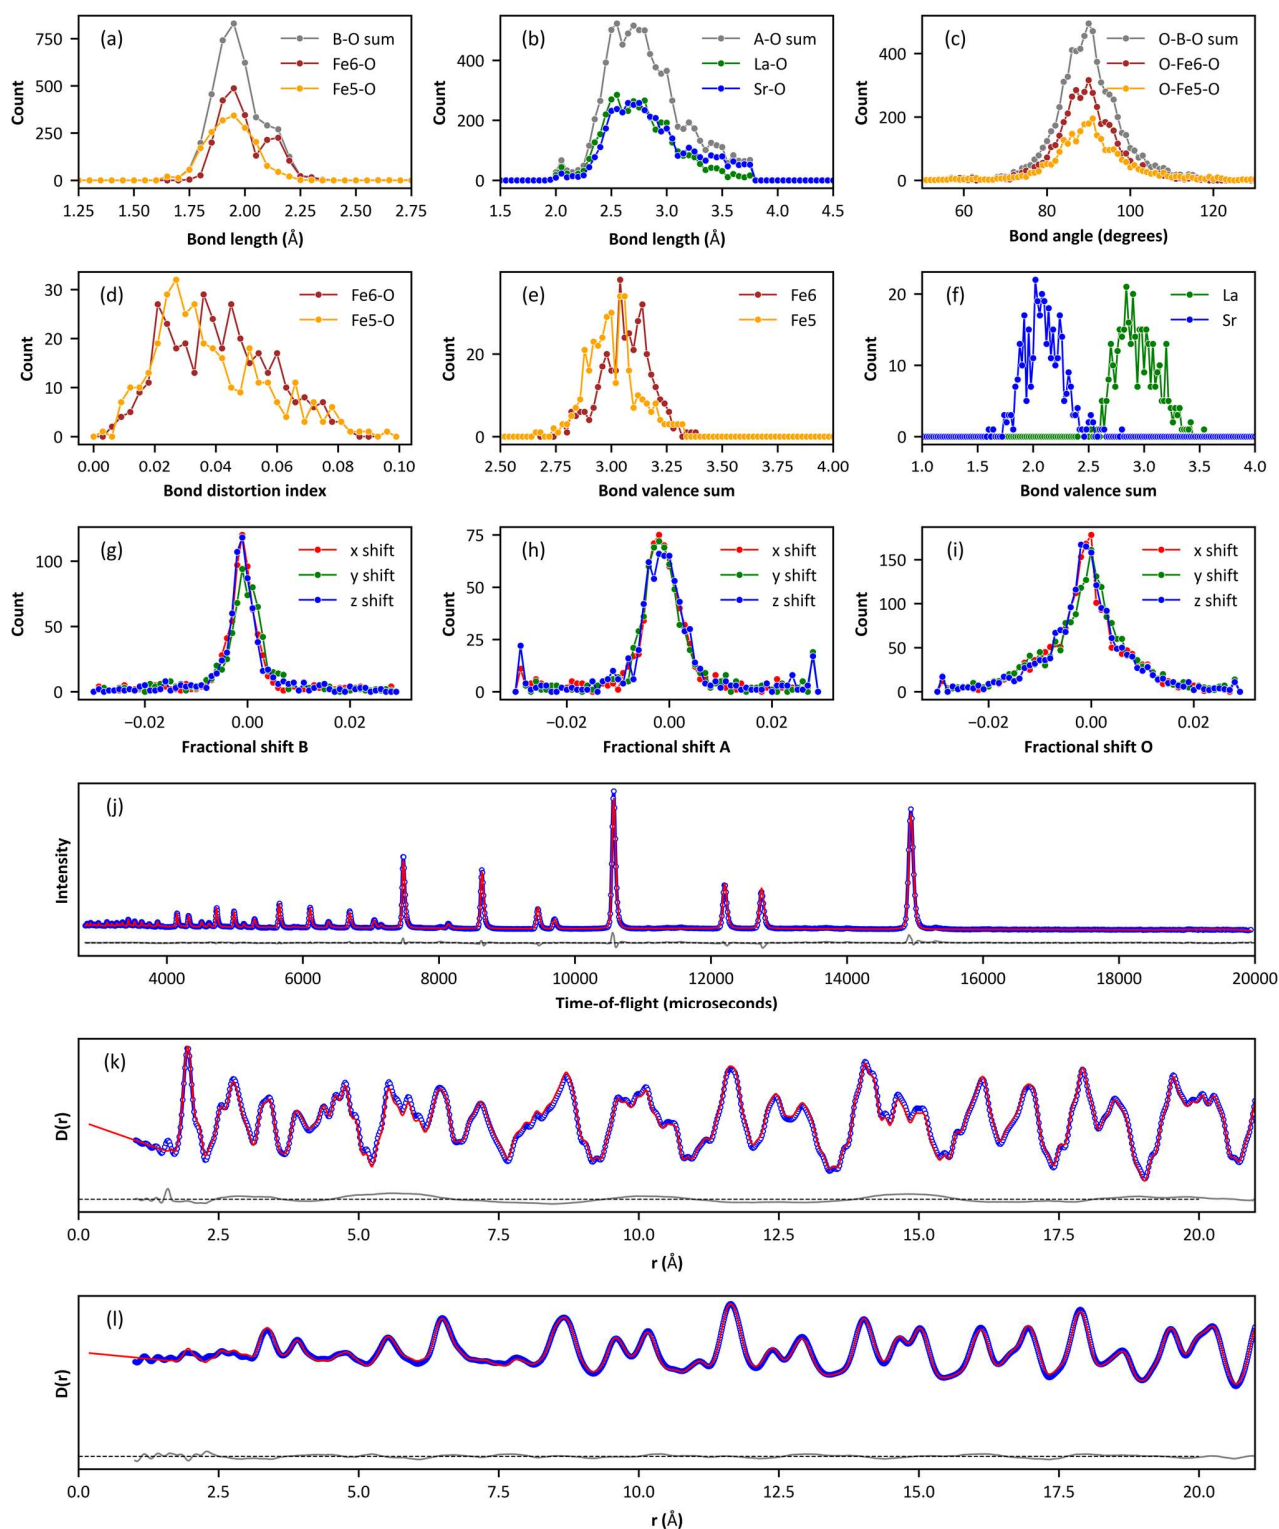 (a)
B-O sum
Fe6-O
Fe5-O
Count
750
500
250
0
1.25 1.50 1.75 2.00 2.25 2.50 2.75
Bond length (Å)
(b)
A-O sum
La-O
Sr-O
Count
400
200
0
1.5 2.0 2.5 3.0 3.5 4.0 4.5
Bond length (Å)
(c)
O-B-O sum
O-Fe6-O
O-Fe5-O
Count
400
200
0
60 80 100 120
Bond angle (degrees)
(d)
Fe6-O
Fe5-O
Count
30
20
10
0
0.00 0.02 0.04 0.06 0.08 0.10
Bond distortion index
(e)
Fe6
Fe5
Count
20
0
2.50 2.75 3.00 3.25 3.50 3.75 4.00
Bond valence sum
(f)
La
Sr
Count
20
10
0
1.0 1.5 2.0 2.5 3.0 3.5 4.0
Bond valence sum
(g)
x shift
y shift
z shift
Count
100
50
0
−0.02 0.00 0.02
Fractional shift B
(h)
x shift
y shift
z shift
Count
75
50
25
0
−0.02 0.00 0.02
Fractional shift A
(i)
x shift
y shift
z shift
Count
150
100
50
0
−0.02 0.00 0.02
Fractional shift O
(j)
Intensity
4000 6000 8000 10000 12000 14000 16000 18000 20000
Time-of-flight (microseconds)
(k)
D(r)
0.0 2.5 5.0 7.5 10.0 12.5 15.0 17.5 20.0
r (Å)
(l)
D(r)
0.0 2.5 5.0 7.5 10.0 12.5 15.0 17.5 20.0
r (Å)